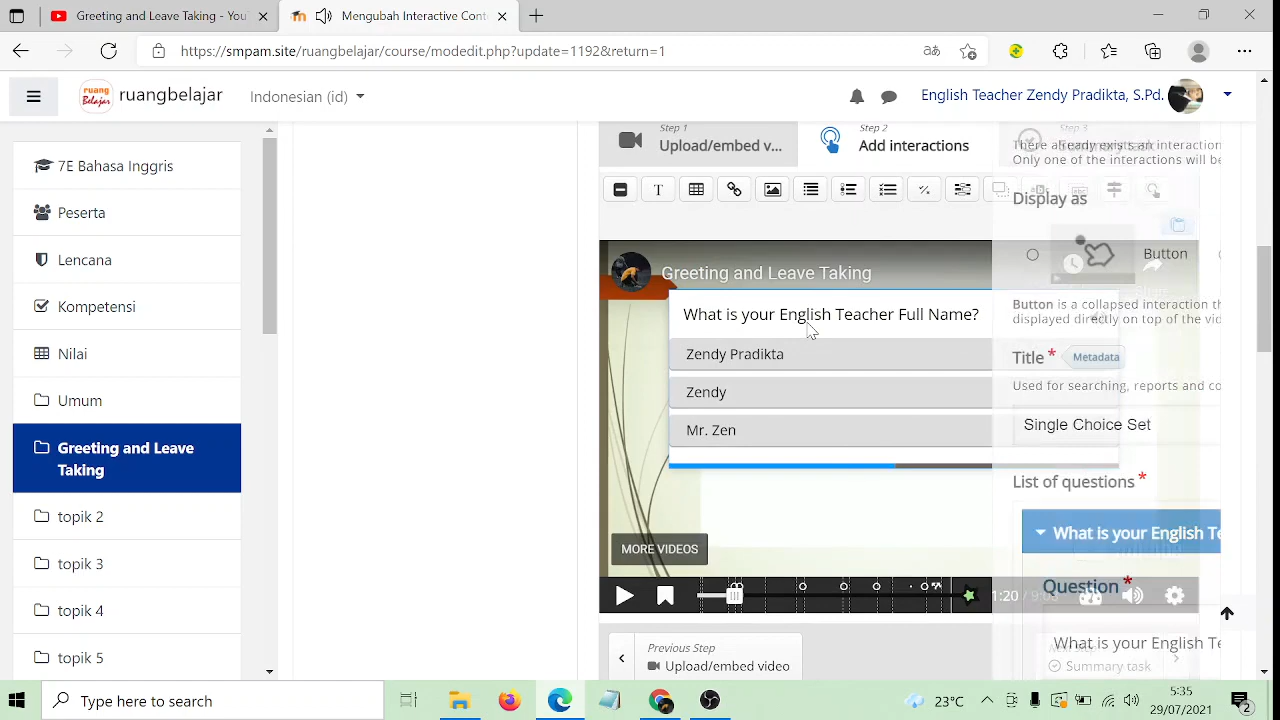 Greeting and Leave Taking - You
Mengubah Interactive Cont
https://smpam.site/ruangbelajar/course/modedit.php?update=1192&return=1
ruang
Belajar
ruangbelajar
Indonesian (id)
English Teacher Zendy Pradikta, S.Pd.
7E Bahasa Inggris
Peserta
Lencana
Kompetensi
Nilai
Umum
Greeting and Leave
Taking
topik 2
topik 3
topik 4
topik 5
Step 1
Upload/embed v...
Step 2
Add interactions
Step 3
There already exists an interaction
Only one of the interactions will be
Display as
Button
Button is a collapsed interaction th
displayed directly on top of the vid
Title *
Metadata
Used for searching, reports and co
Single Choice Set
List of questions *
What is your English Te
Question *
What is your English Te
Greeting and Leave Taking
What is your English Teacher Full Name?
Zendy Pradikta
Zendy
Mr. Zen
MORE VIDEOS
1:20
Previous Step
Upload/embed video
Summary task
Type here to search
23°C
5:35
29/07/2021
2